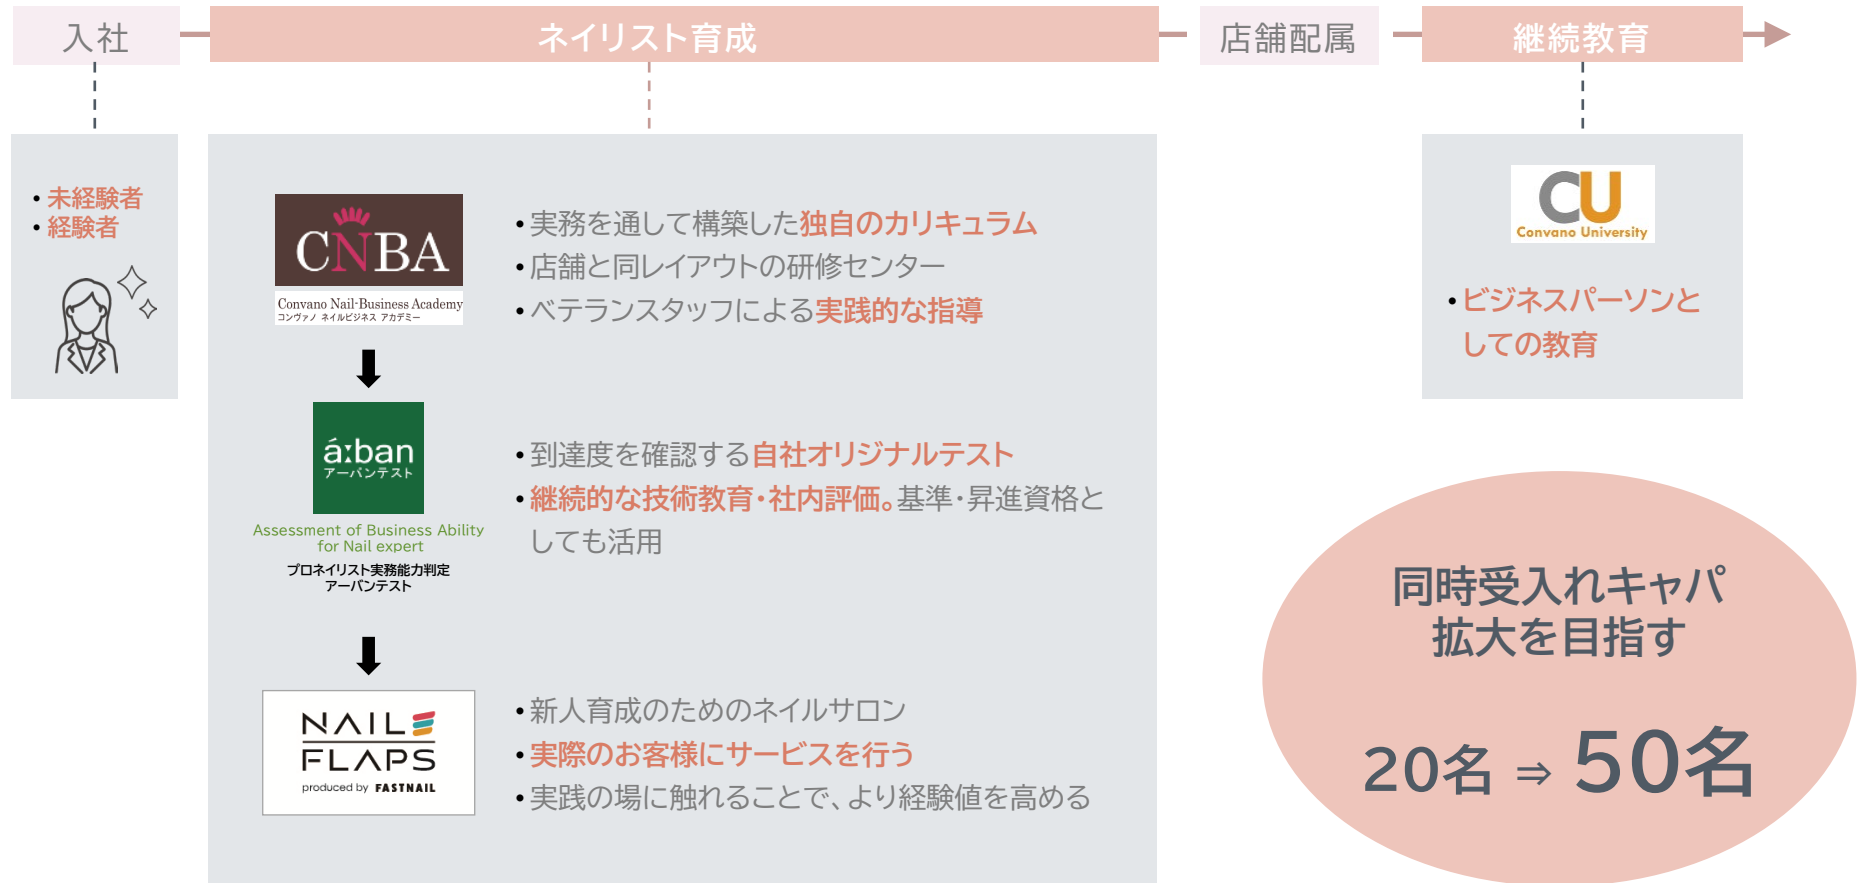 入社
ネイリスト育成
店舗配属
継続教育
・未経験者
・経験者
CNBA
Convano Nail-Business Academy
コンヴァノ ネイルビジネス アカデミー
・実務を通して構築した独自のカリキュラム
・店舗と同レイアウトの研修センター
・ベテランスタッフによる実践的な指導
á:ban
アーバンテスト
Assessment of Business Ability
for Nail expert
プロネイリスト実務能力判定
アーバンテスト
・到達度を確認する自社オリジナルテスト
・継続的な技術教育・社内評価。基準・昇進資格と
しても活用
NAIL
FLAPS
produced by FASTNAIL
・新人育成のためのネイルサロン
・実際のお客様にサービスを行う
・実践の場に触れることで、より経験値を高める
CU
Convano University
・ビジネスパーソンと
しての教育
同時受入れキャパ
拡大を目指す
20名 ⇒ 50名